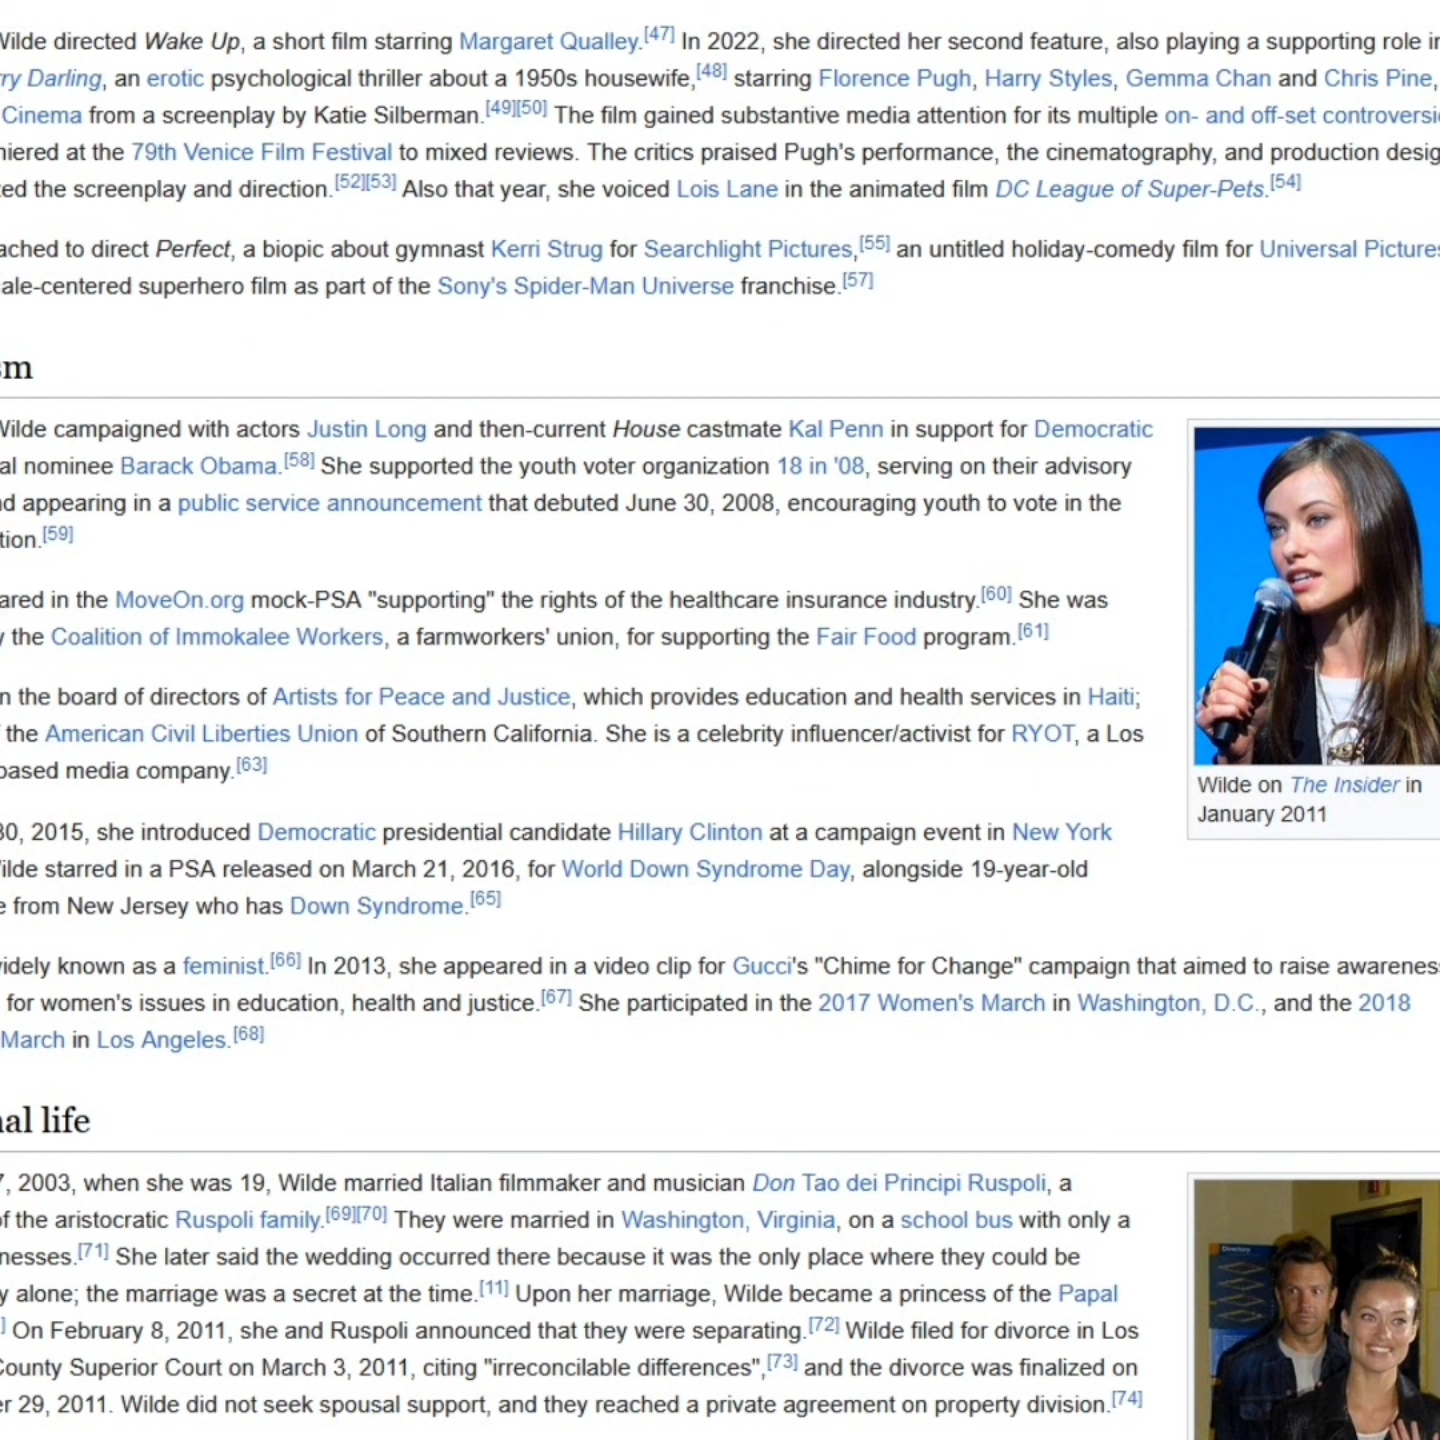 Wilde directed Wake Up, a short film starring Margaret Qualley.[47] In 2022, she directed her second feature, also playing a supporting role in
ry Darling, an erotic psychological thriller about a 1950s housewife,[48] starring Florence Pugh, Harry Styles, Gemma Chan and Chris Pine,
Cinema from a screenplay by Katie Silberman.[49][50] The film gained substantive media attention for its multiple on- and off-set controversi
niered at the 79th Venice Film Festival to mixed reviews. The critics praised Pugh's performance, the cinematography, and production desig
ed the screenplay and direction.[52][53] Also that year, she voiced Lois Lane in the animated film DC League of Super-Pets.[54]
ached to direct Perfect, a biopic about gymnast Kerri Strug for Searchlight Pictures,[55] an untitled holiday-comedy film for Universal Pictures
ale-centered superhero film as part of the Sony's Spider-Man Universe franchise.[57]
sm
Wilde campaigned with actors Justin Long and then-current House castmate Kal Penn in support for Democratic
al nominee Barack Obama.[58] She supported the youth voter organization 18 in '08, serving on their advisory
d appearing in a public service announcement that debuted June 30, 2008, encouraging youth to vote in the
tion.[59]
ared in the MoveOn.org mock-PSA "supporting" the rights of the healthcare insurance industry.[60] She was
y the Coalition of Immokalee Workers, a farmworkers' union, for supporting the Fair Food program.[61]
n the board of directors of Artists for Peace and Justice, which provides education and health services in Haiti;
the American Civil Liberties Union of Southern California. She is a celebrity influencer/activist for RYOT, a Los
based media company.[63]
Wilde on The Insider in
January 2011
30, 2015, she introduced Democratic presidential candidate Hillary Clinton at a campaign event in New York
Wilde starred in a PSA released on March 21, 2016, for World Down Syndrome Day, alongside 19-year-old
e from New Jersey who has Down Syndrome.[65]
widely known as a feminist.[66] In 2013, she appeared in a video clip for Gucci's "Chime for Change" campaign that aimed to raise awareness
for women's issues in education, health and justice.[67] She participated in the 2017 Women's March in Washington, D.C., and the 2018
March in Los Angeles.[68]
nal life
7, 2003, when she was 19, Wilde married Italian filmmaker and musician Don Tao dei Principi Ruspoli, a
of the aristocratic Ruspoli family.[69][70] They were married in Washington, Virginia, on a school bus with only a
nesses.[71] She later said the wedding occurred there because it was the only place where they could be
y alone; the marriage was a secret at the time.[11] Upon her marriage, Wilde became a princess of the Papal
] On February 8, 2011, she and Ruspoli announced that they were separating.[72] Wilde filed for divorce in Los
County Superior Court on March 3, 2011, citing "irreconcilable differences",[73] and the divorce was finalized on
er 29, 2011. Wilde did not seek spousal support, and they reached a private agreement on property division.[74]
Directory